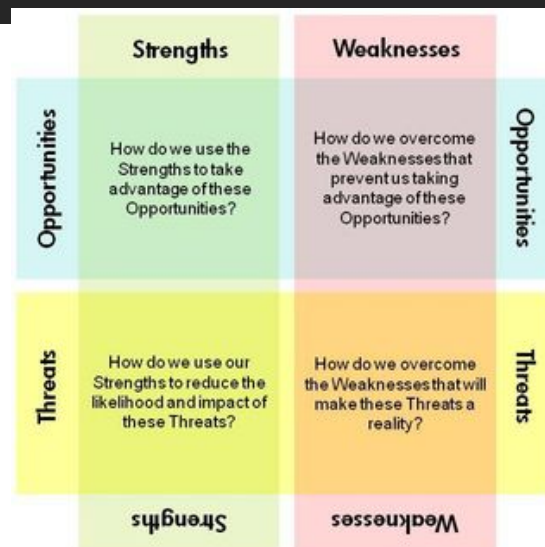 Strengths
Weaknesses
Opportunities
How do we use the
Strengths to take
advantage of these
Opportunities?
How do we overcome
the Weaknesses that
prevent us taking
advantage of these
Opportunities?
Opportunities
Threats
How do we use our
Strengths to reduce the
likelihood and impact of
these Threats?
How do we overcome
the Weaknesses that will
make these Threats a
reality?
Threats
Strengths
Weaknesses